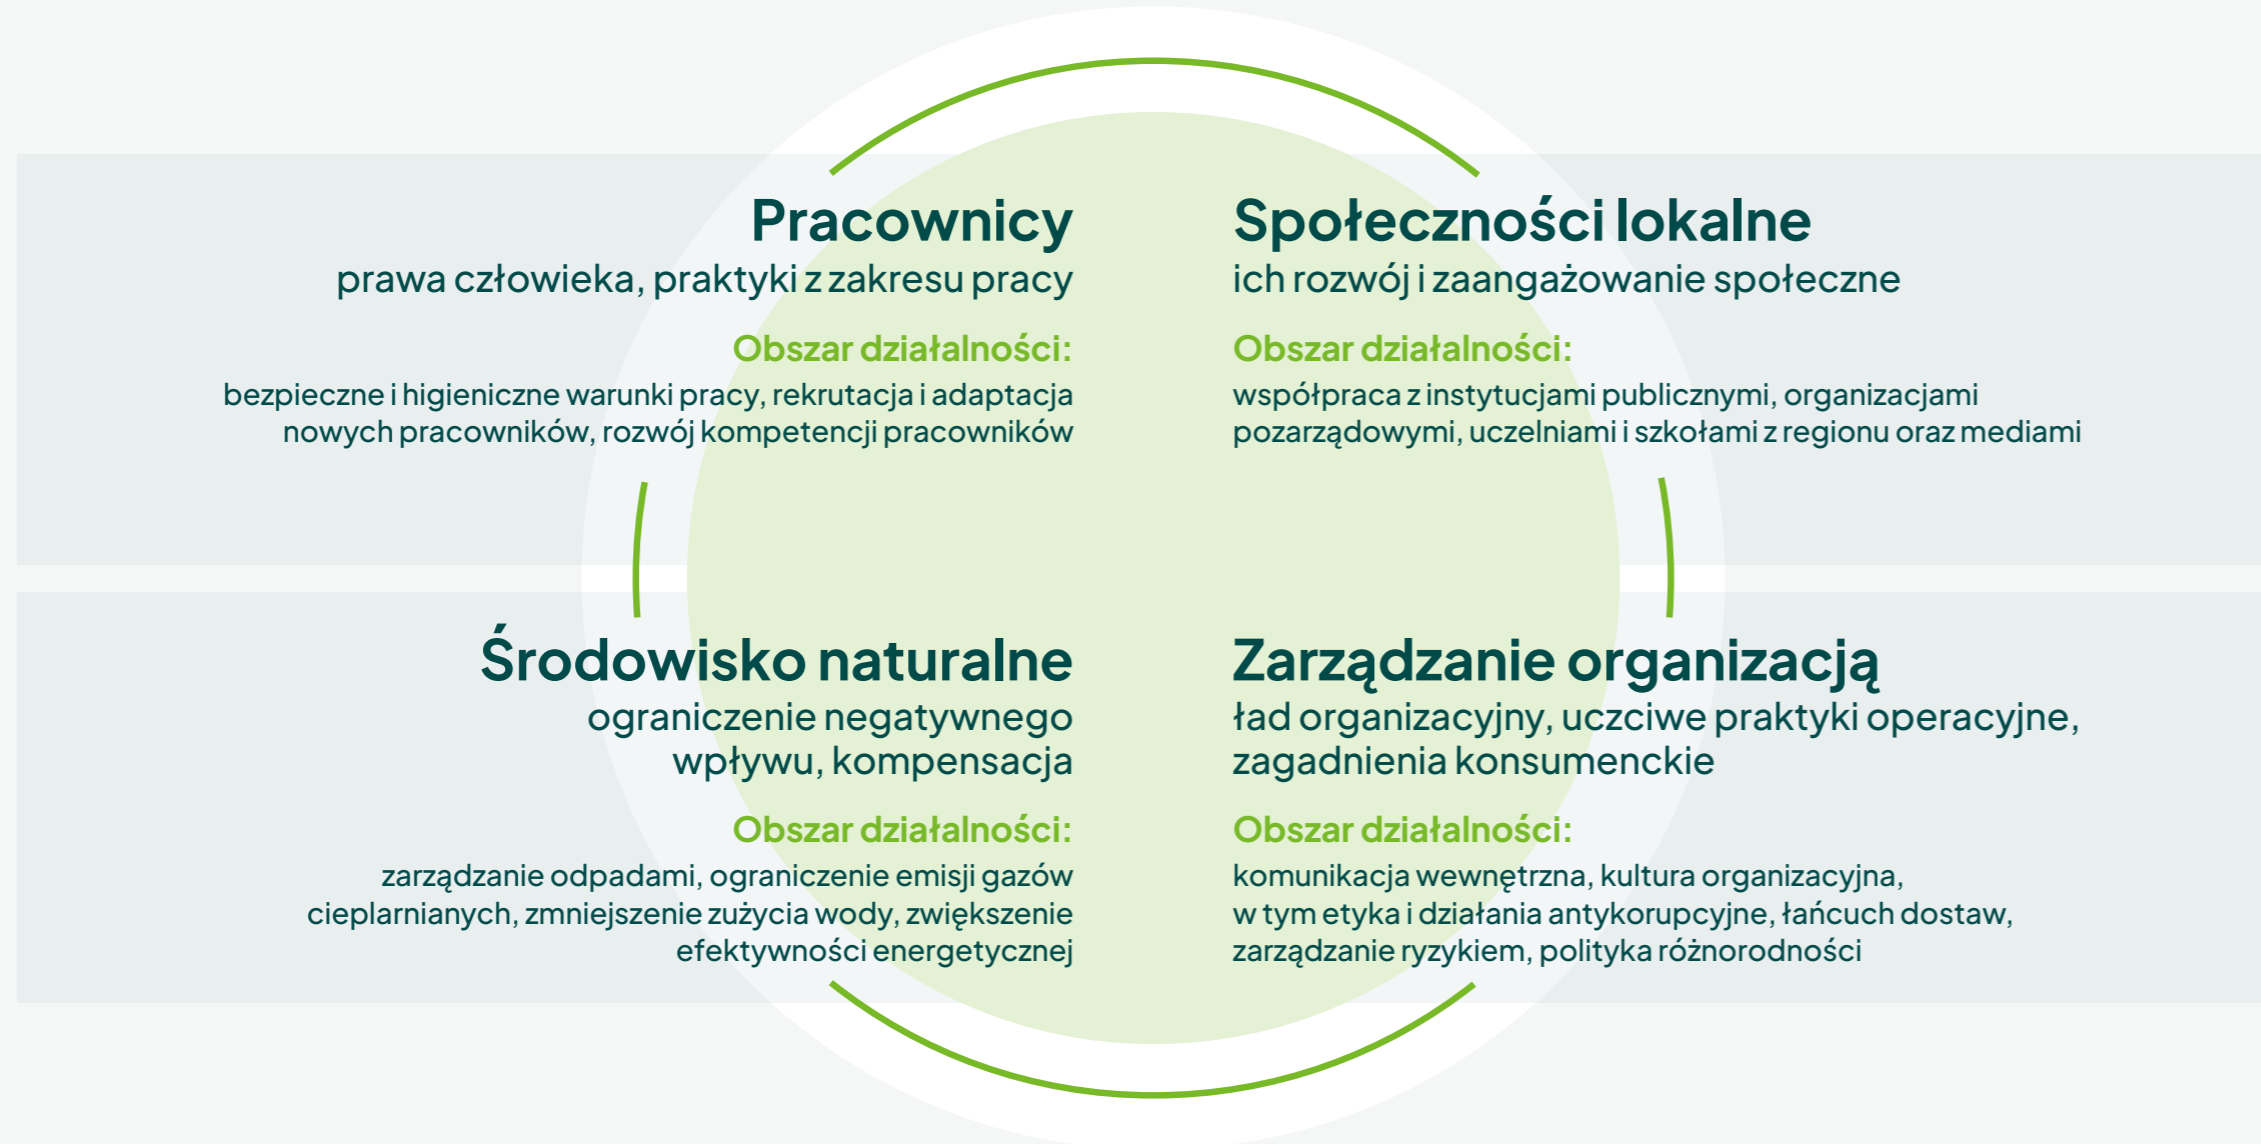 Pracownicy
prawa człowieka, praktyki z zakresu pracy
Obszar działalności:
bezpieczne i higieniczne warunki pracy, rekrutacja i adaptacja
nowych pracowników, rozwój kompetencji pracowników
Społeczności lokalne
ich rozwój i zaangażowanie społeczne
Obszar działalności:
współpraca z instytucjami publicznymi, organizacjami
pozarządowymi, uczelniami i szkołami z regionu oraz mediami
Środowisko naturalne
ograniczenie negatywnego
wpływu, kompensacja
Obszar działalności:
zarządzanie odpadami, ograniczenie emisji gazów
cieplarnianych, zmniejszenie zużycia wody, zwiększenie
efektywności energetycznej
Zarządzanie organizacją
ład organizacyjny, uczciwe praktyki operacyjne,
zagadnienia konsumenckie
Obszar działalności:
komunikacja wewnętrzna, kultura organizacyjna,
w tym etyka i działania antykorupcyjne, łańcuch dostaw,
zarządzanie ryzykiem, polityka różnorodności